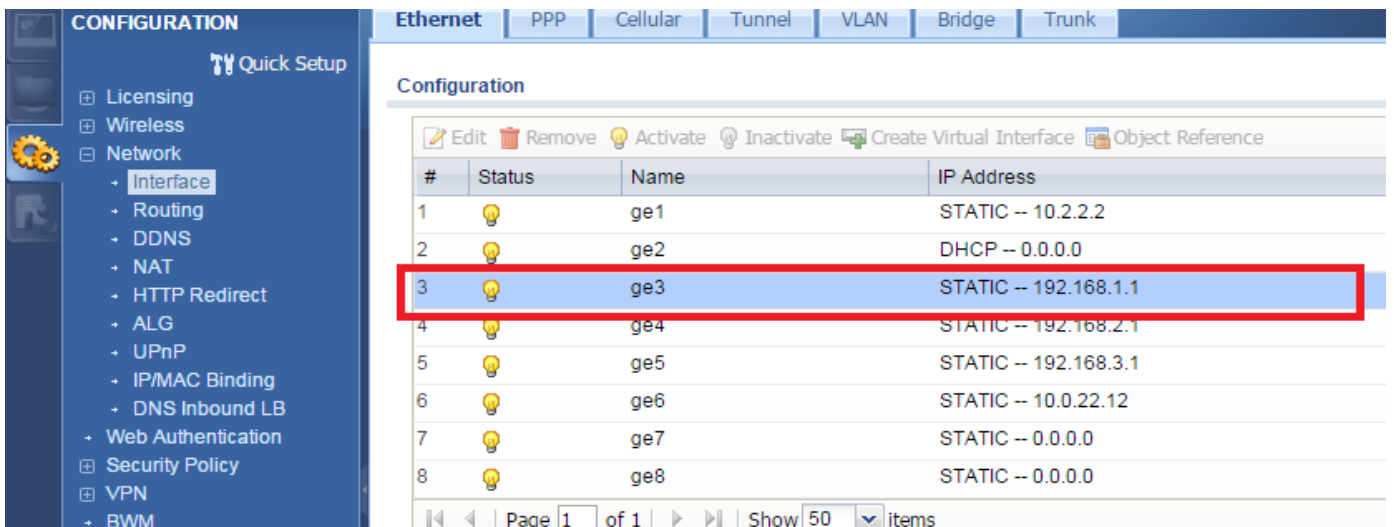 CONFIGURATION
Quick Setup
Licensing
Wireless
Network
Interface
Routing
DDNS
NAT
HTTP Redirect
ALG
UPnP
IP/MAC Binding
DNS Inbound LB
Web Authentication
Security Policy
VPN
BWM
Ethernet PPP Cellular Tunnel VLAN Bridge Trunk
Configuration
Edit Remove Activate Inactivate Create Virtual Interface Object Reference
# Status Name IP Address
1 ge1 STATIC -- 10.2.2.2
2 ge2 DHCP -- 0.0.0.0
3 ge3 STATIC -- 192.168.1.1
4 ge4 STATIC -- 192.168.2.1
5 ge5 STATIC -- 192.168.3.1
6 ge6 STATIC -- 10.0.22.12
7 ge7 STATIC -- 0.0.0.0
8 ge8 STATIC -- 0.0.0.0
Page 1 of 1 Show 50 items